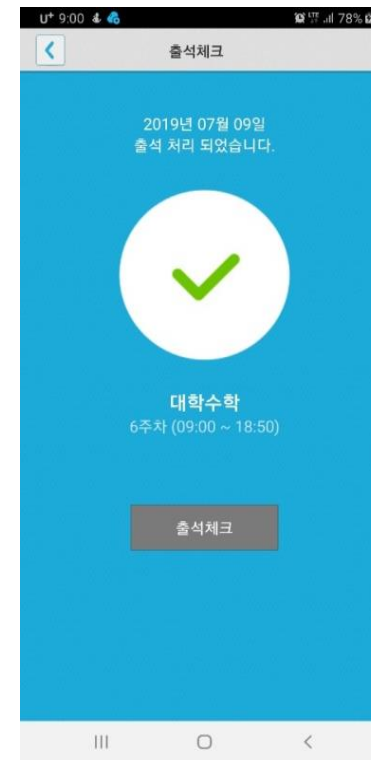 U+ 9:00 LTE 78%
출석체크
2019년 07월 09일
출석 처리 되었습니다.
대학수학
6주차 (09:00 ~ 18:50)
출석체크